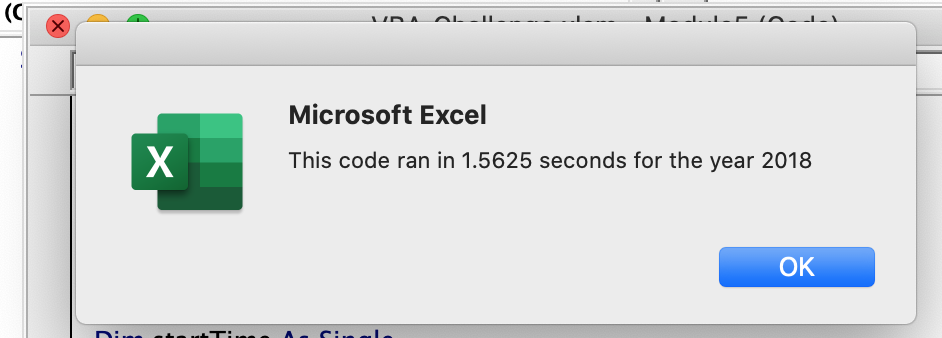 (C
VBA_Challenge.xlsm - Module5 (Code)
X
Microsoft Excel
This code ran in 1.5625 seconds for the year 2018
OK
Dim startTime As Single